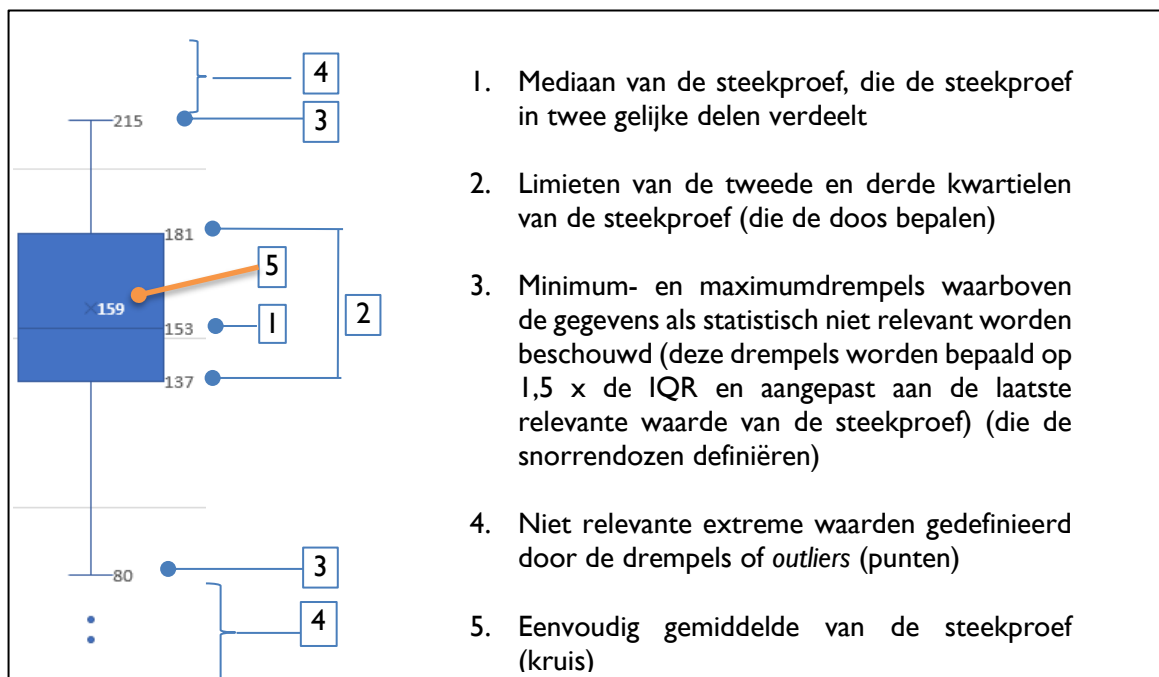 4
215
3
181
5
159
153
1
2
137
80
3
4
1. Mediaan van de steekproef, die de steekproef
in twee gelijke delen verdeelt
2. Limieten van de tweede en derde kwartielen
van de steekproef (die de doos bepalen)
3. Minimum- en maximumdrempels waarboven
de gegevens als statistisch niet relevant worden
beschouwd (deze drempels worden bepaald op
1,5 x de IQR en aangepast aan de laatste
relevante waarde van de steekproef) (die de
snorrendozen definiëren)
4. Niet relevante extreme waarden gedefinieerd
door de drempels of outliers (punten)
5. Eenvoudig gemiddelde van de steekproef
(kruis)